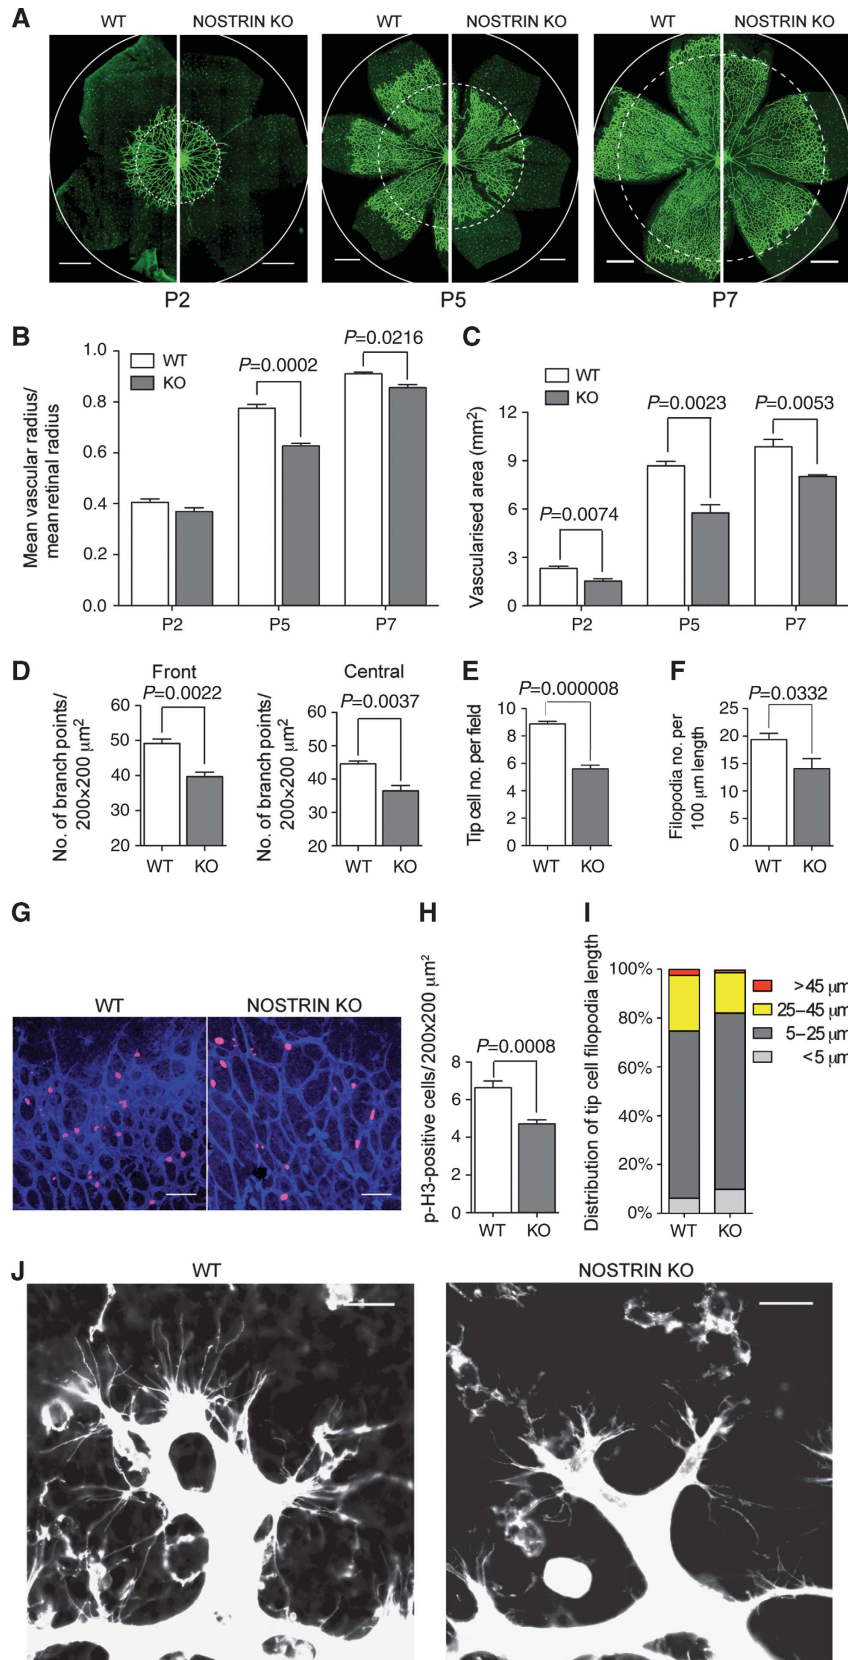 A
WT NOSTRIN KO WT NOSTRIN KO WT NOSTRIN KO
P2 P5 P7
B
Mean vascular radius/
mean retinal radius
1.0
0.8
0.6
0.4
0.2
0.0
WT
KO
P=0.0002
P=0.0216
P2 P5 P7
C
Vascularised area (mm²)
12
9
6
3
0
WT
KO
P=0.0074
P=0.0023
P=0.0053
P2 P5 P7
D
Front
No. of branch points/
200×200 µm²
60
50
40
30
20
P=0.0022
WT KO
Central
No. of branch points/
200×200 µm²
60
50
40
30
20
P=0.0037
WT KO
E
Tip cell no. per field
10
8
6
4
2
0
P=0.000008
WT KO
F
Filopodia no. per
100 µm length
25
20
15
10
5
0
P=0.0332
WT KO
G
WT NOSTRIN KO
H
p-H3-positive cells/200x200 µm²
8
6
4
2
0
P=0.0008
WT KO
I
Distribution of tip cell filopodia length
100%
80%
60%
40%
20%
0%
WT KO
>45 µm
25–45 µm
5–25 µm
<5 µm
J
WT NOSTRIN KO